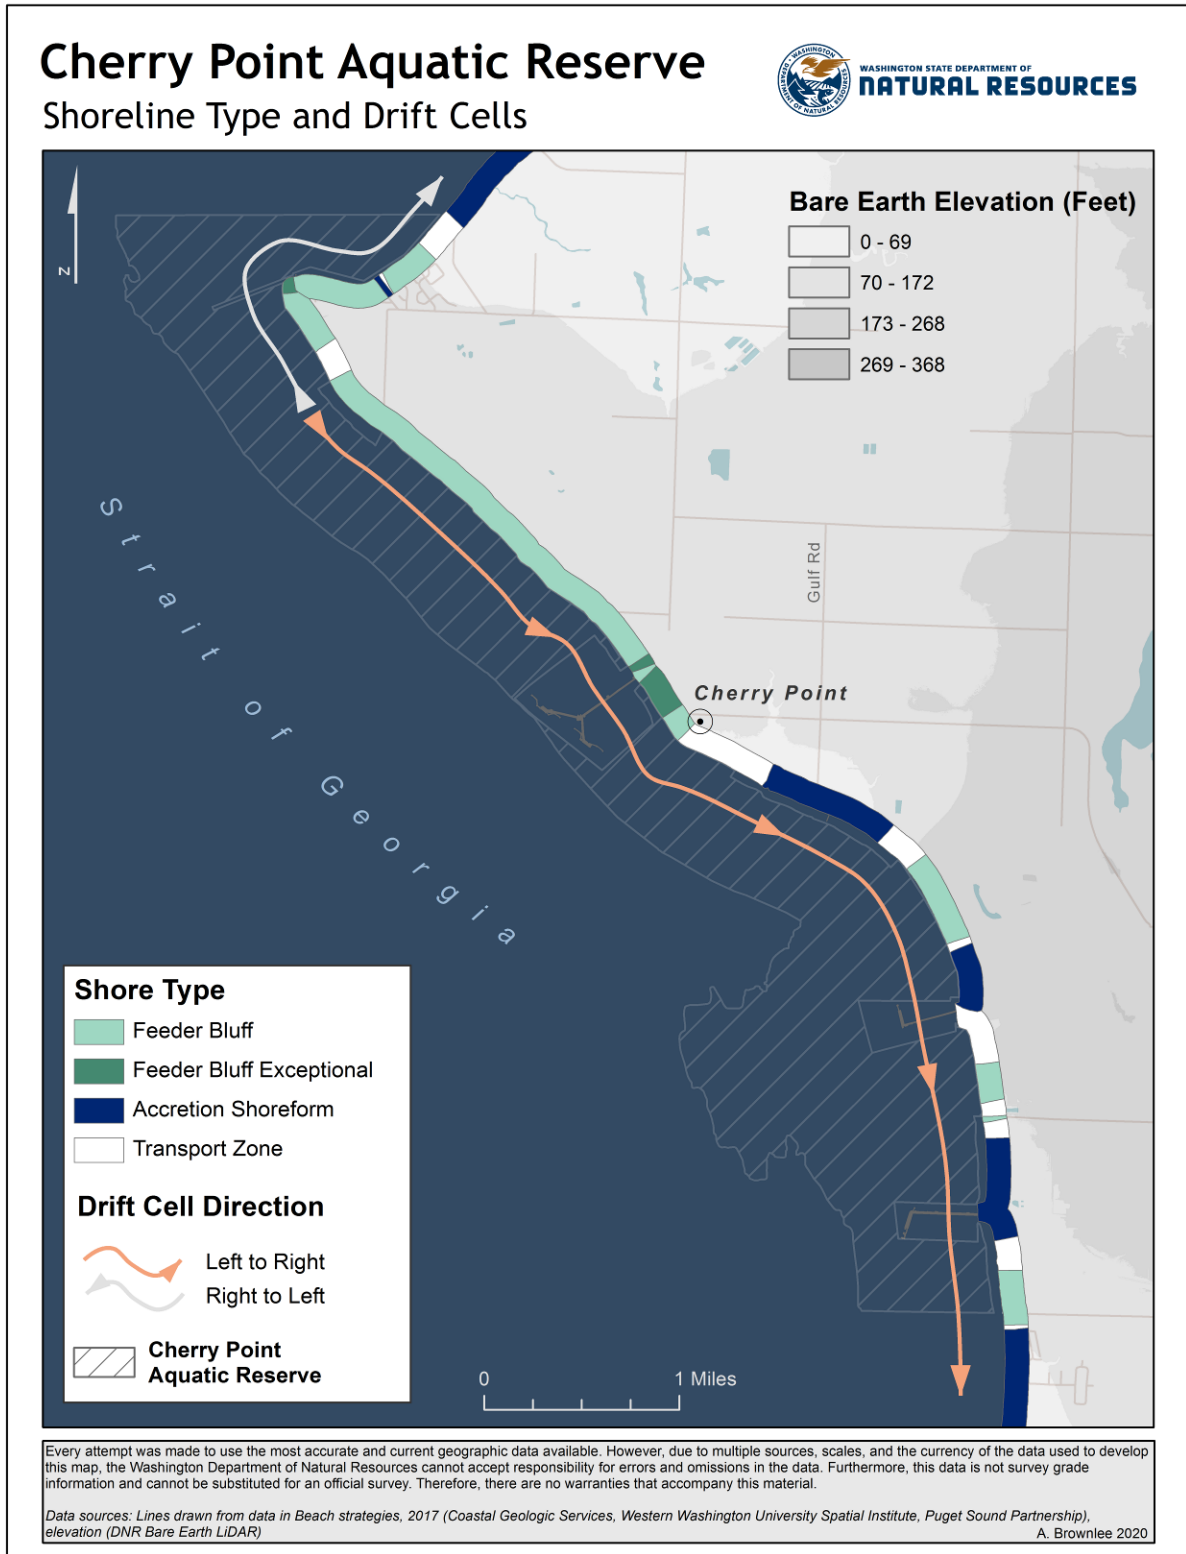 Cherry Point Aquatic Reserve
Shoreline Type and Drift Cells
WASHINGTON STATE DEPARTMENT OF
NATURAL RESOURCES
WASHINGTON
DEPARTMENT OF NATURAL RESOURCES
N
Bare Earth Elevation (Feet)
0 - 69
70 - 172
173 - 268
269 - 368
Strait of Georgia
Gulf Rd
Cherry Point
Shore Type
Feeder Bluff
Feeder Bluff Exceptional
Accretion Shoreform
Transport Zone
Drift Cell Direction
Left to Right
Right to Left
Cherry Point
Aquatic Reserve
0 1 Miles
Every attempt was made to use the most accurate and current geographic data available. However, due to multiple sources, scales, and the currency of the data used to develop
this map, the Washington Department of Natural Resources cannot accept responsibility for errors and omissions in the data. Furthermore, this data is not survey grade
information and cannot be substituted for an official survey. Therefore, there are no warranties that accompany this material.
Data sources: Lines drawn from data in Beach strategies, 2017 (Coastal Geologic Services, Western Washington University Spatial Institute, Puget Sound Partnership),
elevation (DNR Bare Earth LiDAR)
A. Brownlee 2020